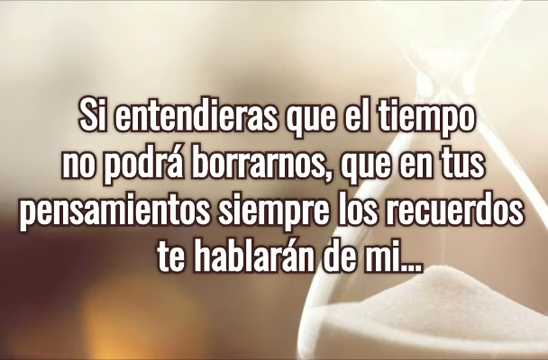 Si entendieras que el tiempo
no podrá borrarnos, que en tus
pensamientos siempre los recuerdos
te hablarán de mi...